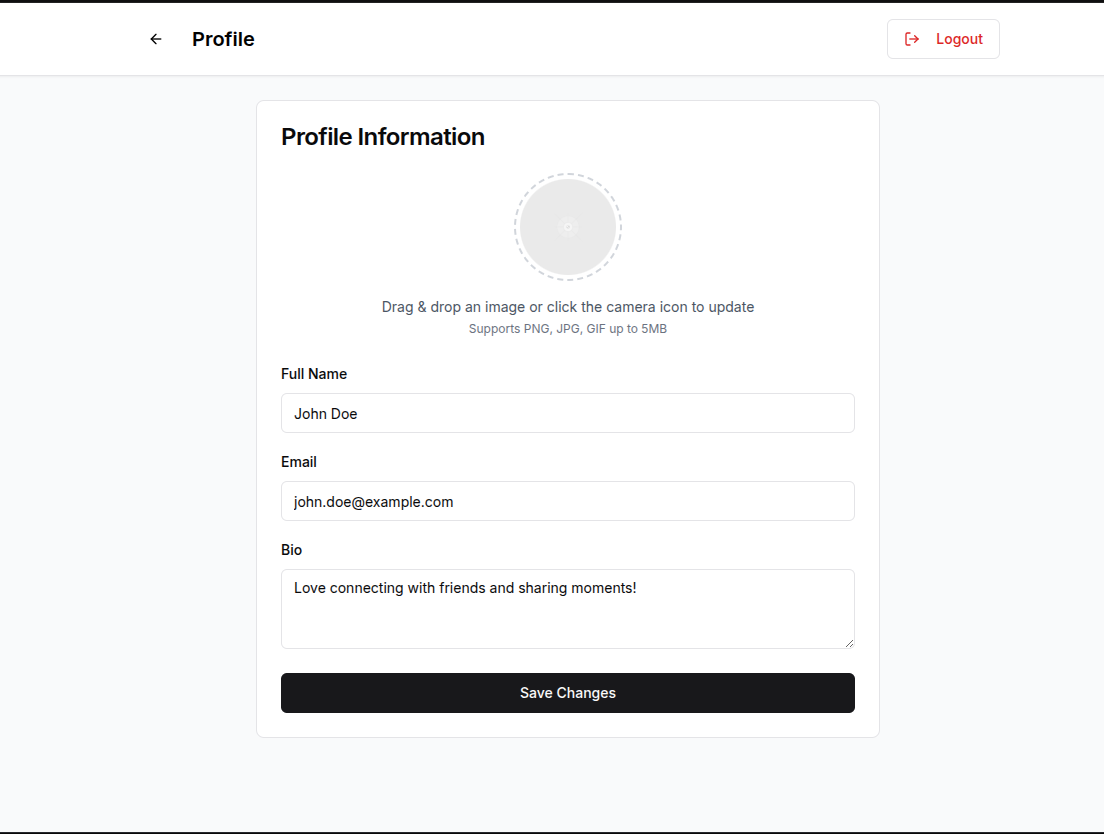 Profile
Logout
Profile Information
Drag & drop an image or click the camera icon to update
Supports PNG, JPG, GIF up to 5MB
Full Name
John Doe
Email
john.doe@example.com
Bio
Love connecting with friends and sharing moments!
Save Changes